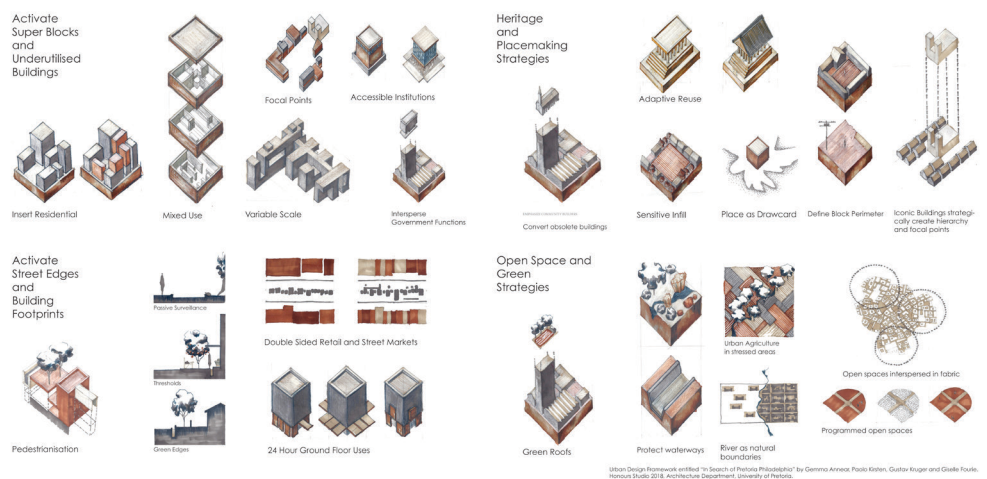 Activate
Super Blocks
and
Underutilised
Buildings
Focal Points
Accessible Institutions
Insert Residential
Mixed Use
Variable Scale
Intersperse
Government Functions
Heritage
and
Placemaking
Strategies
Adaptive Reuse
Convert obsolete buildings
Sensitive Infill
Place as Drawcard
Define Block Perimeter
Iconic Buildings strategi-
cally create hierarchy
and focal points
Activate
Street Edges
and
Building
Footprints
Passive Surveillance
Thresholds
Green Edges
Double Sided Retail and Street Markets
Pedestrianisation
24 Hour Ground Floor Uses
Open Space and
Green
Strategies
Urban Agriculture
in stressed areas
Open spaces interspersed in fabric
Programmed open spaces
Green Roofs
Protect waterways
River as natural
boundaries
Urban Design Framework entitled "In Search of Pretoria Philadelphia" by Gemma Annear, Paolo Kirsten, Gustav Kruger and Giselle Fourie.
Honours Studio 2018, Architecture Department, University of Pretoria.